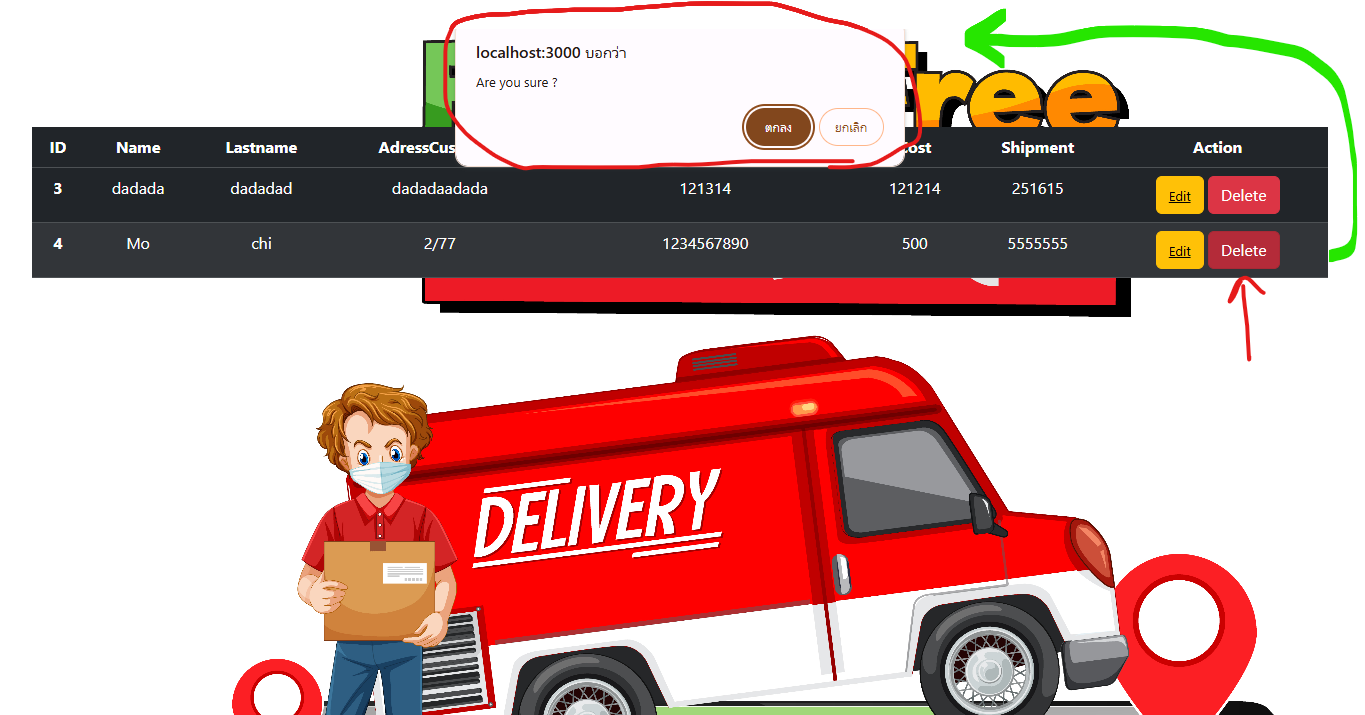 localhost:3000 บอกว่า
Are you sure ?
ตกลง ยกเลิก
ree
ID Name Lastname AdressCus ost Shipment Action
3 dadada dadadad dadadaadada 121314 121214 251615 Edit Delete
4 Mo chi 2/77 1234567890 500 5555555 Edit Delete
DELIVERY